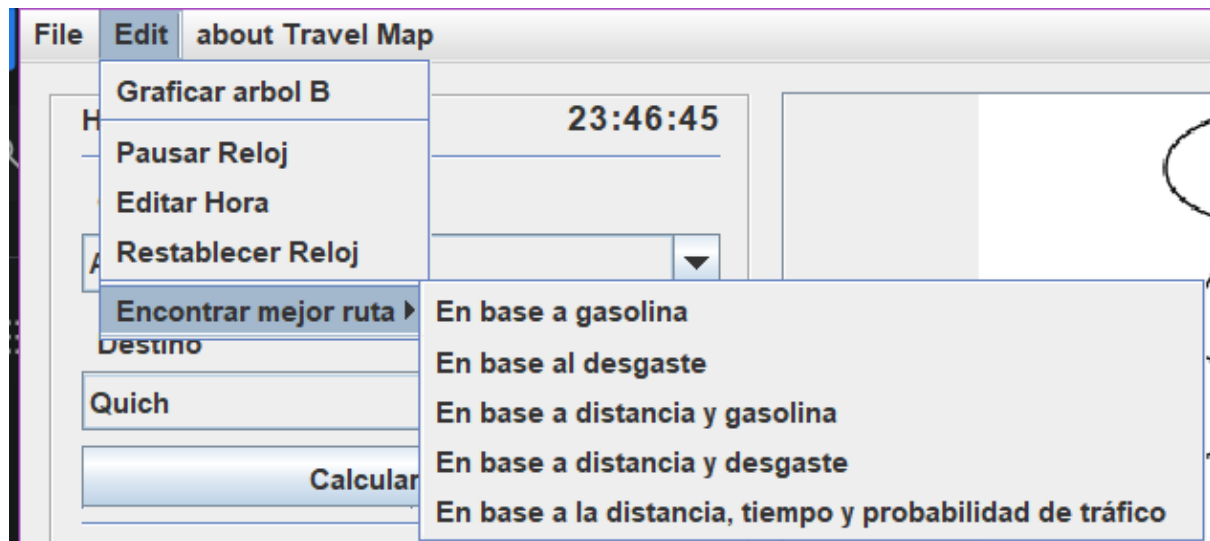 File Edit about Travel Map
Graficar arbol B
23:46:45
Pausar Reloj
Editar Hora
Restablecer Reloj
Encontrar mejor ruta
En base a gasolina
Destino
En base al desgaste
Quich
En base a distancia y gasolina
En base a distancia y desgaste
Calcular
En base a la distancia, tiempo y probabilidad de tráfico